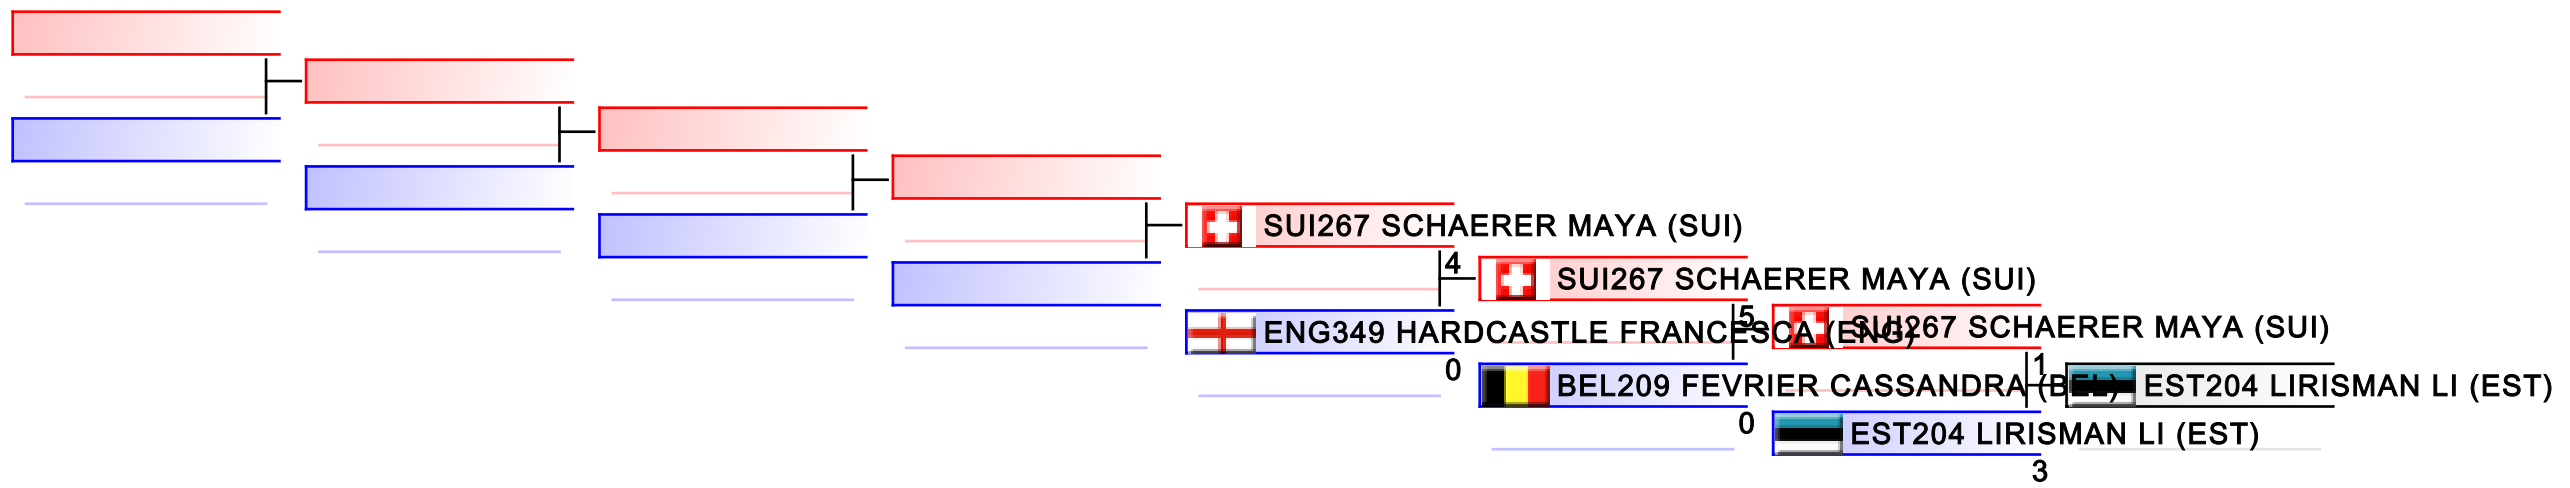 SUI267 SCHAERER MAYA (SUI)
4
SUI267 SCHAERER MAYA (SUI)
ENG349 HARDCASTLE FRANCESCA (ENG)
5
SUI267 SCHAERER MAYA (SUI)
0
BEL209 FEVRIER CASSANDRA (BEL)
1
EST204 LIRISMAN LI (EST)
0
EST204 LIRISMAN LI (EST)
3